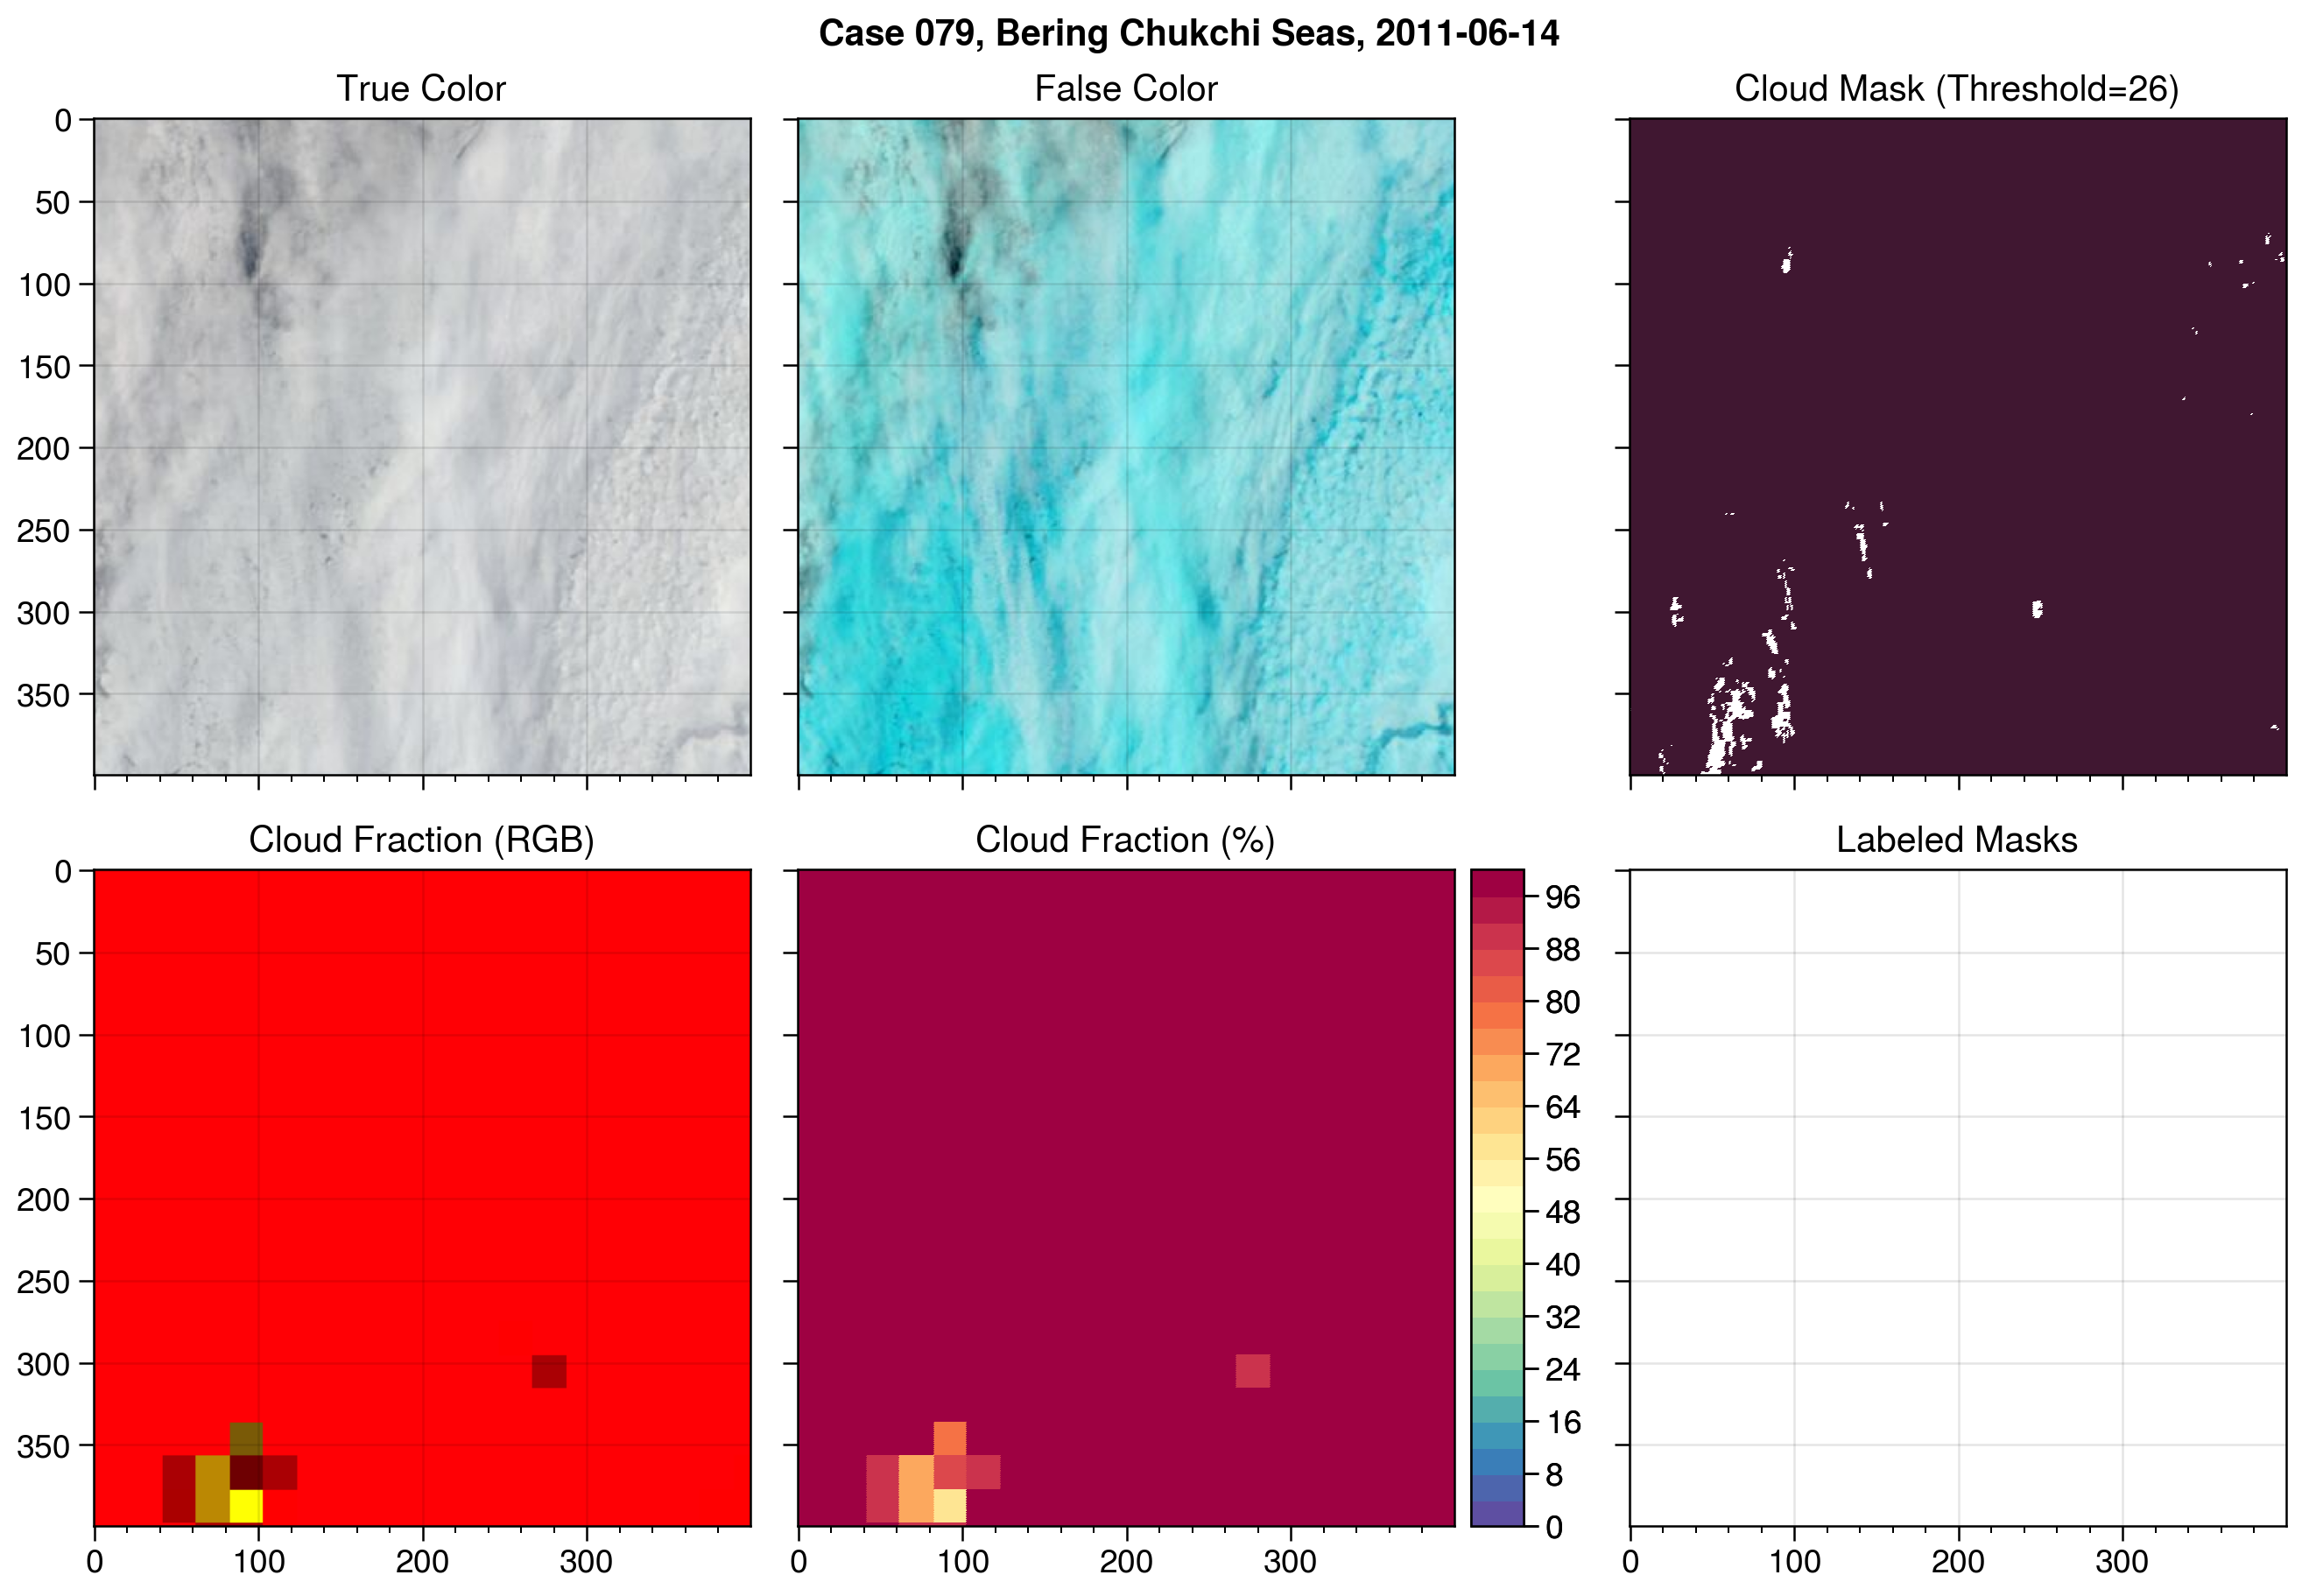 Case 079, Bering Chukchi Seas, 2011-06-14
True Color
False Color
Cloud Mask (Threshold=26)
0
50
100
150
200
250
300
350
Cloud Fraction (RGB)
Cloud Fraction (%)
Labeled Masks
0
50
100
150
200
250
300
350
96
88
80
72
64
56
48
40
32
24
16
8
0
0 100 200 300
0 100 200 300
0 100 200 300